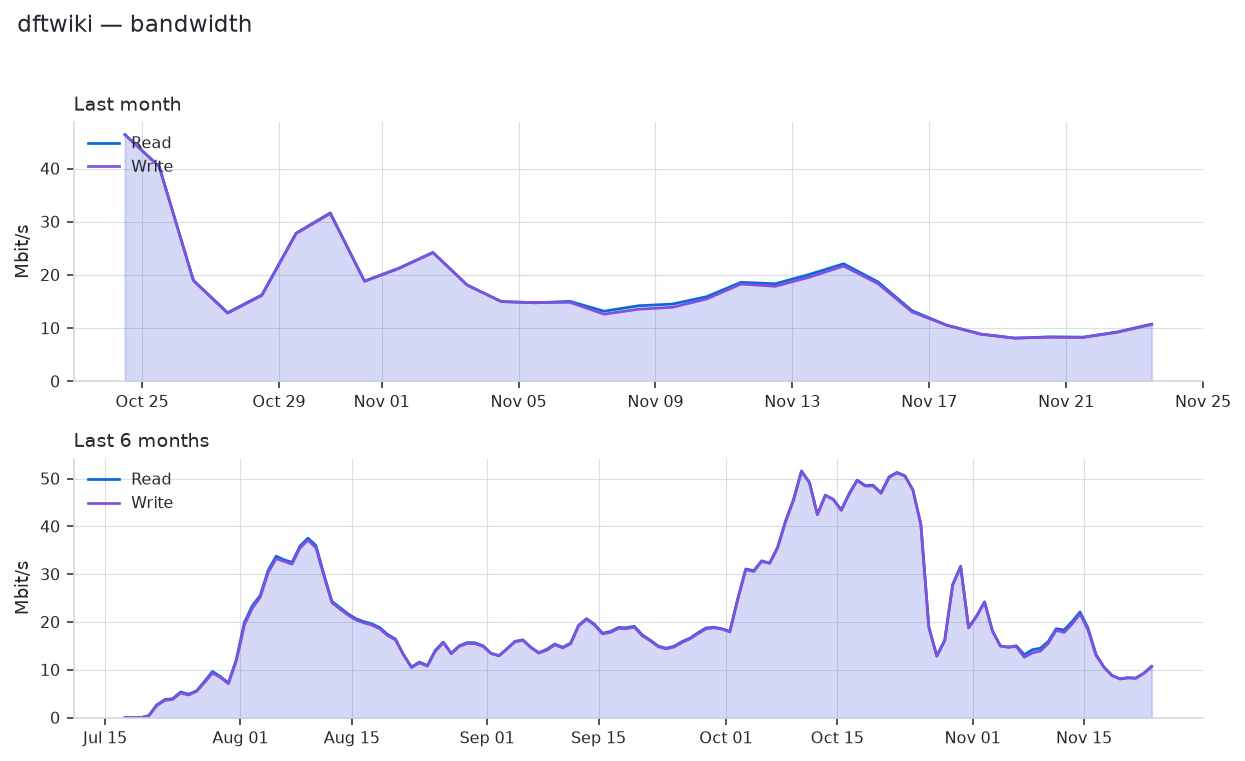 dftwiki — bandwidth
Last month
Read
Write
Mbit/s
40
30
20
10
0
Oct 25 Oct 29 Nov 01 Nov 05 Nov 09 Nov 13 Nov 17 Nov 21 Nov 25
Last 6 months
Read
Write
Mbit/s
50
40
30
20
10
0
Jul 15 Aug 01 Aug 15 Sep 01 Sep 15 Oct 01 Oct 15 Nov 01 Nov 15